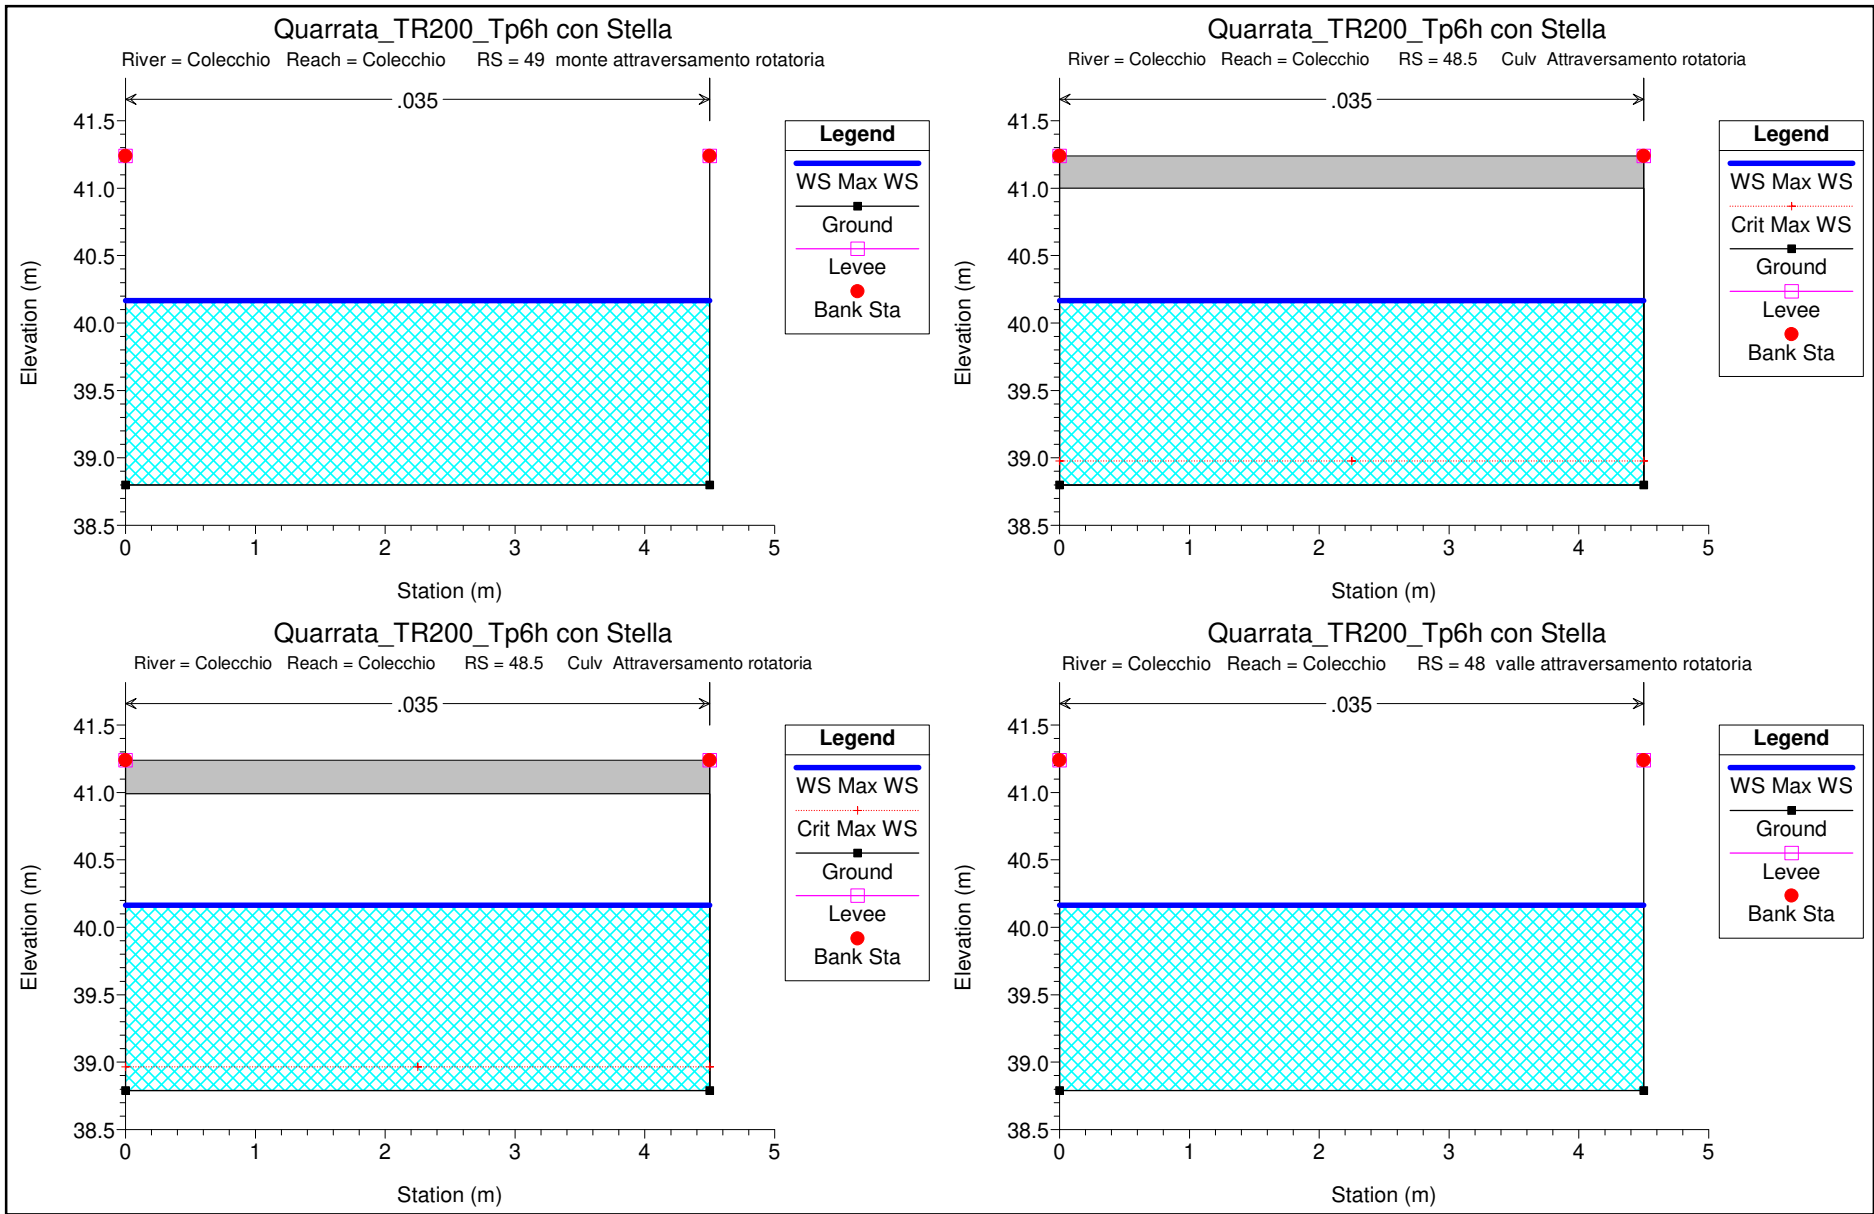 Quarrata_TR200_Tp6h con Stella
River = Colecchio Reach = Colecchio RS = 49 monte attraversamento rotatoria
.035
41.5
41.0
40.5
40.0
39.5
39.0
38.5
Elevation (m)
0 1 2 3 4 5
Station (m)
Legend
WS Max WS
Ground
Levee
Bank Sta
Quarrata_TR200_Tp6h con Stella
River = Colecchio Reach = Colecchio RS = 48.5 Culv Attraversamento rotatoria
.035
41.5
41.0
40.5
40.0
39.5
39.0
38.5
Elevation (m)
0 1 2 3 4 5
Station (m)
Legend
WS Max WS
Crit Max WS
Ground
Levee
Bank Sta
Quarrata_TR200_Tp6h con Stella
River = Colecchio Reach = Colecchio RS = 48.5 Culv Attraversamento rotatoria
.035
41.5
41.0
40.5
40.0
39.5
39.0
38.5
Elevation (m)
0 1 2 3 4 5
Station (m)
Legend
WS Max WS
Crit Max WS
Ground
Levee
Bank Sta
Quarrata_TR200_Tp6h con Stella
River = Colecchio Reach = Colecchio RS = 48 valle attraversamento rotatoria
.035
41.5
41.0
40.5
40.0
39.5
39.0
38.5
Elevation (m)
0 1 2 3 4 5
Station (m)
Legend
WS Max WS
Ground
Levee
Bank Sta